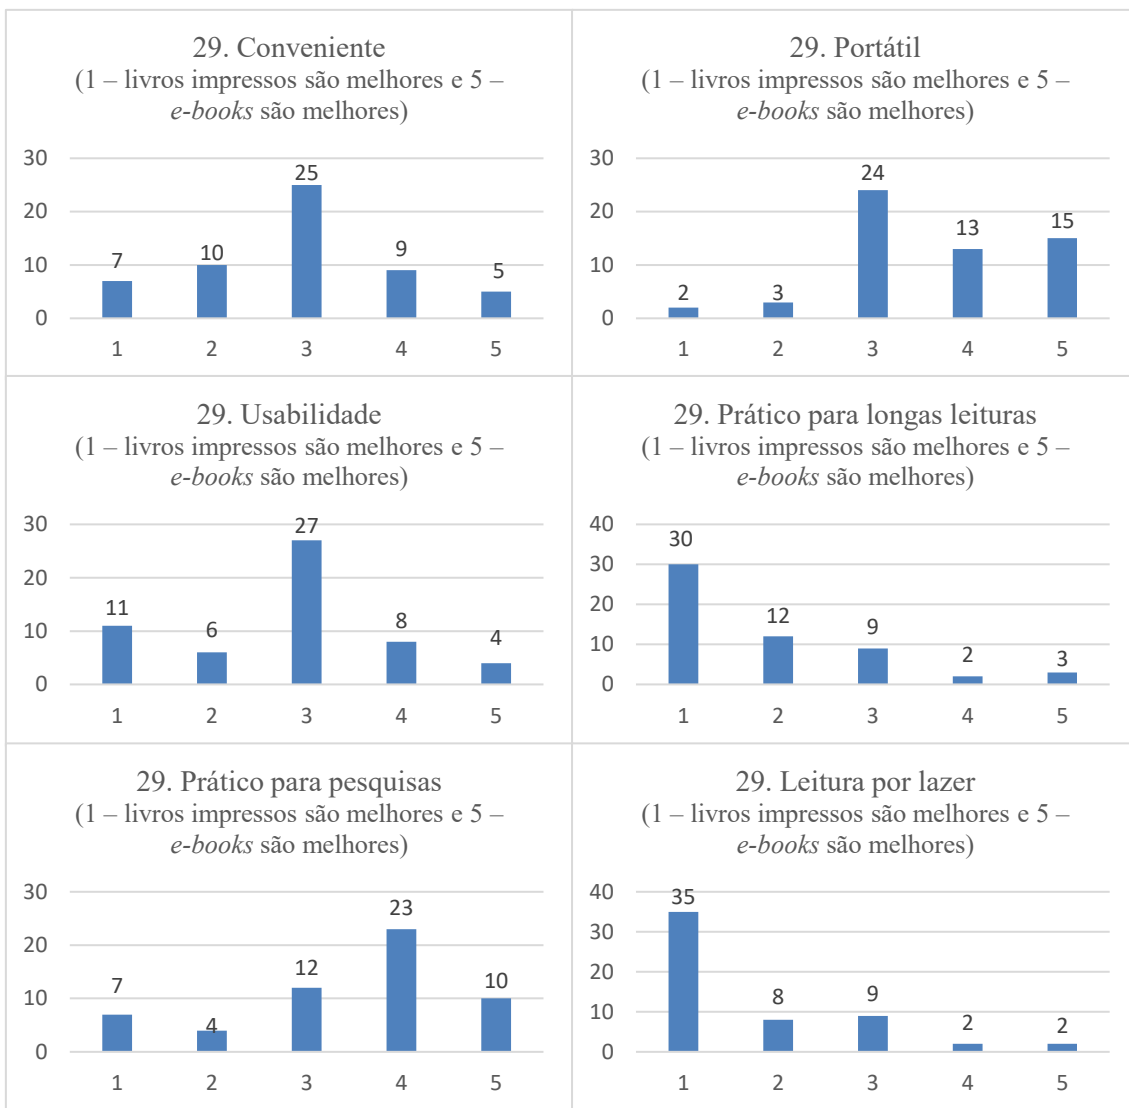 29. Conveniente
(1 – livros impressos são melhores e 5 –
e-books são melhores)
30
20
10
0
7
10
25
9
5
1 2 3 4 5
29. Portátil
(1 – livros impressos são melhores e 5 –
e-books são melhores)
30
20
10
0
2
3
24
13
15
1 2 3 4 5
29. Usabilidade
(1 – livros impressos são melhores e 5 –
e-books são melhores)
30
20
10
0
11
6
27
8
4
1 2 3 4 5
29. Prático para longas leituras
(1 – livros impressos são melhores e 5 –
e-books são melhores)
40
30
20
10
0
30
12
9
2
3
1 2 3 4 5
29. Prático para pesquisas
(1 – livros impressos são melhores e 5 –
e-books são melhores)
30
20
10
0
7
4
12
23
10
1 2 3 4 5
29. Leitura por lazer
(1 – livros impressos são melhores e 5 –
e-books são melhores)
40
30
20
10
0
35
8
9
2
2
1 2 3 4 5